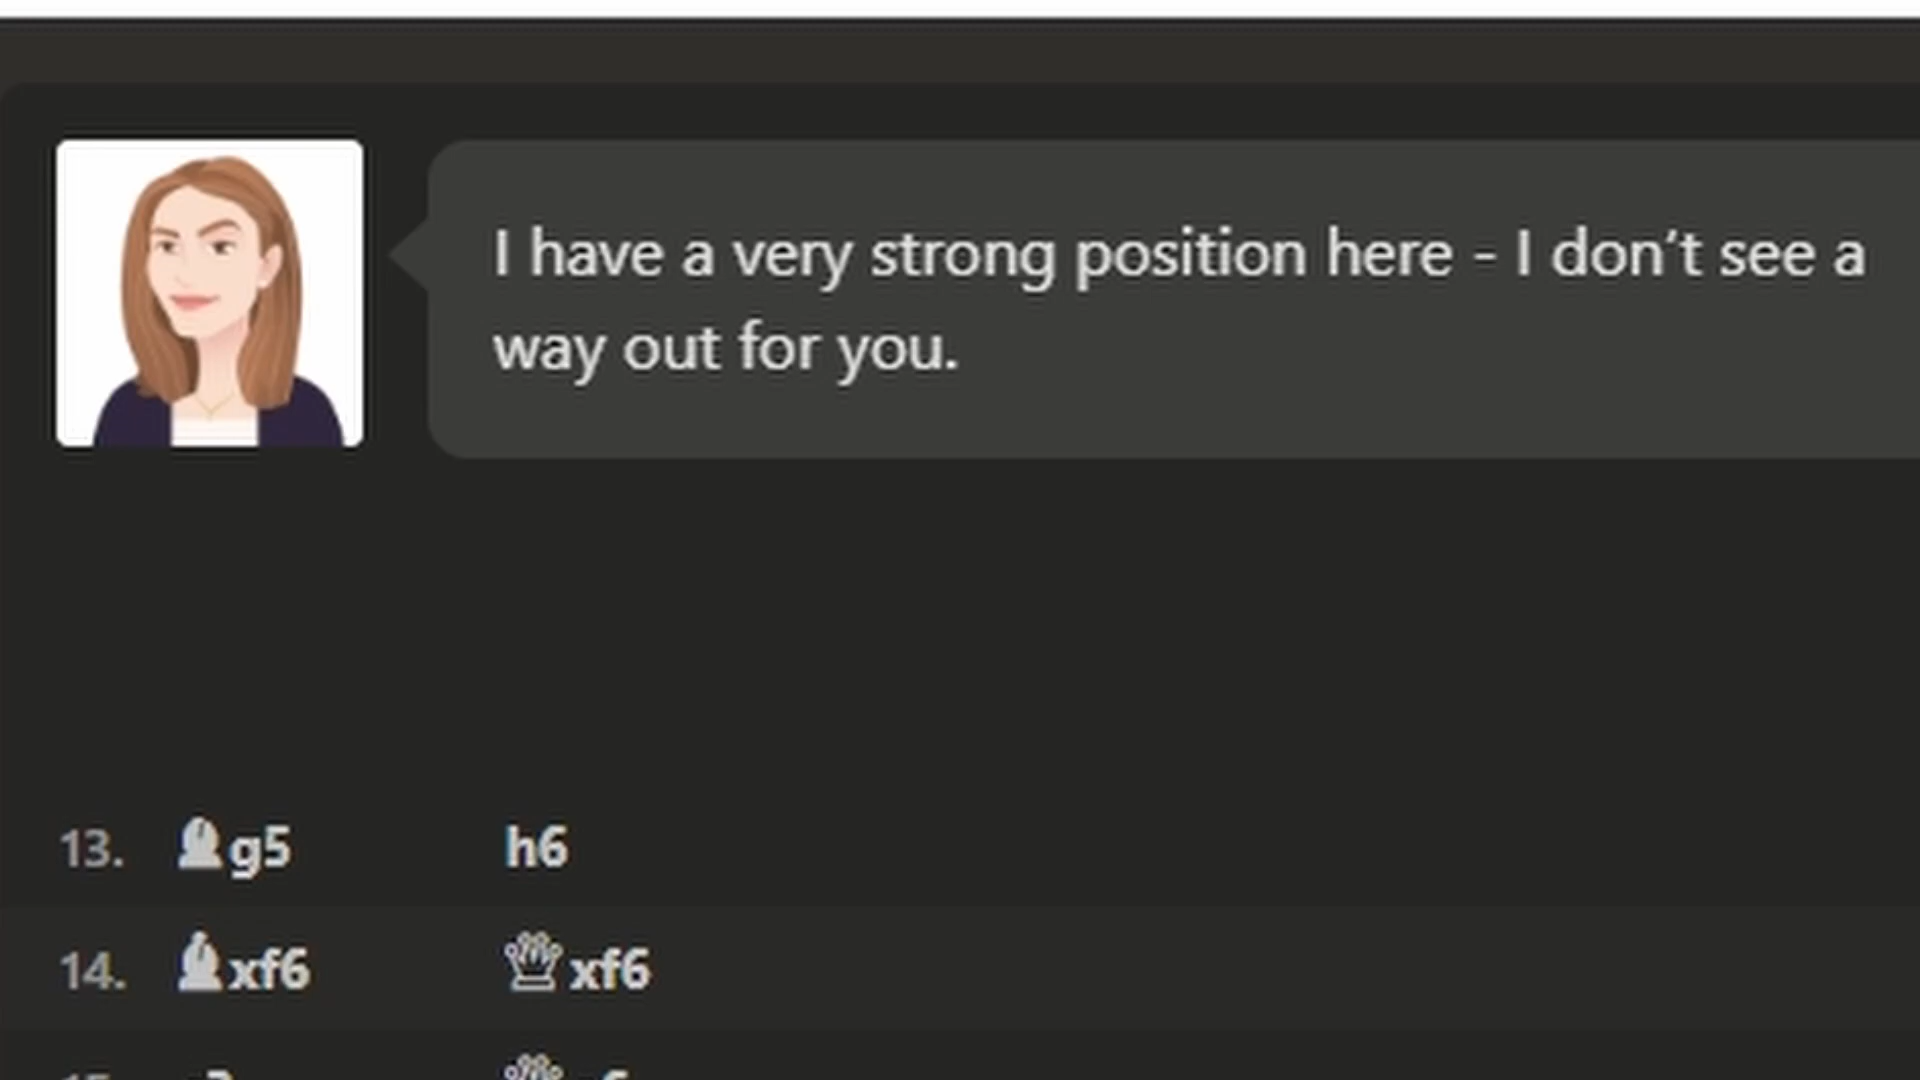 I have a very strong position here - I don't see a
way out for you.
13. g5 h6
14. xf6 xf6